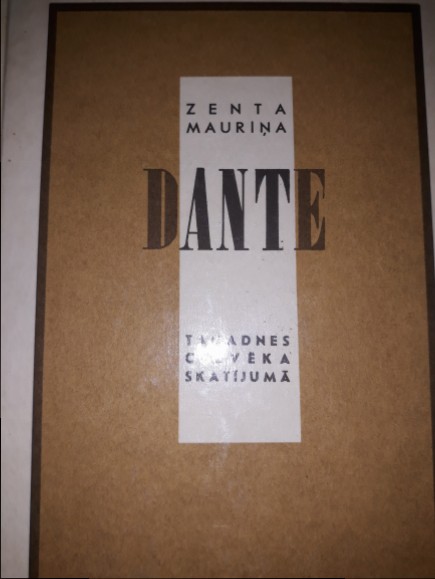 ZENTA
MAURIŅA
DANTE
TAGADNES
CILVĒKA
SKATĪJUMĀ